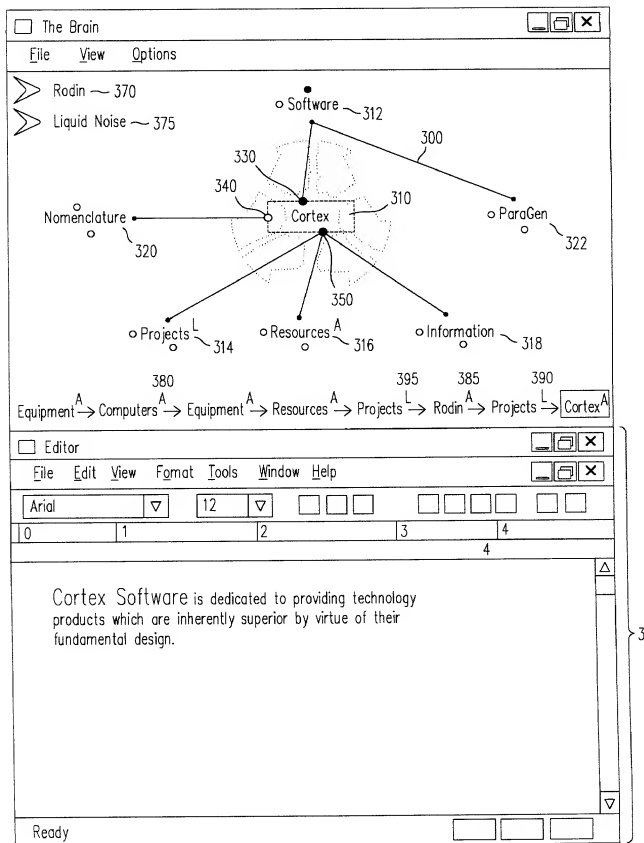 The Brain
File View Options
Rodin 370
Liquid Noise 375
Software 312
300
330
340
Cortex 310
Nomenclature 320
ParaGen 322
350
Projects L 314
Resources A 316
Information 318
380 395 385 390
Equipment A → Computers A → Equipment A → Resources A → Projects L → Rodin A → Projects L → Cortex A
Editor
File Edit View Fomat Tools Window Help
Arial 12
0 1 2 3 4
4
Cortex Software is dedicated to providing technology
products which are inherently superior by virtue of their
fundamental design.
3
Ready